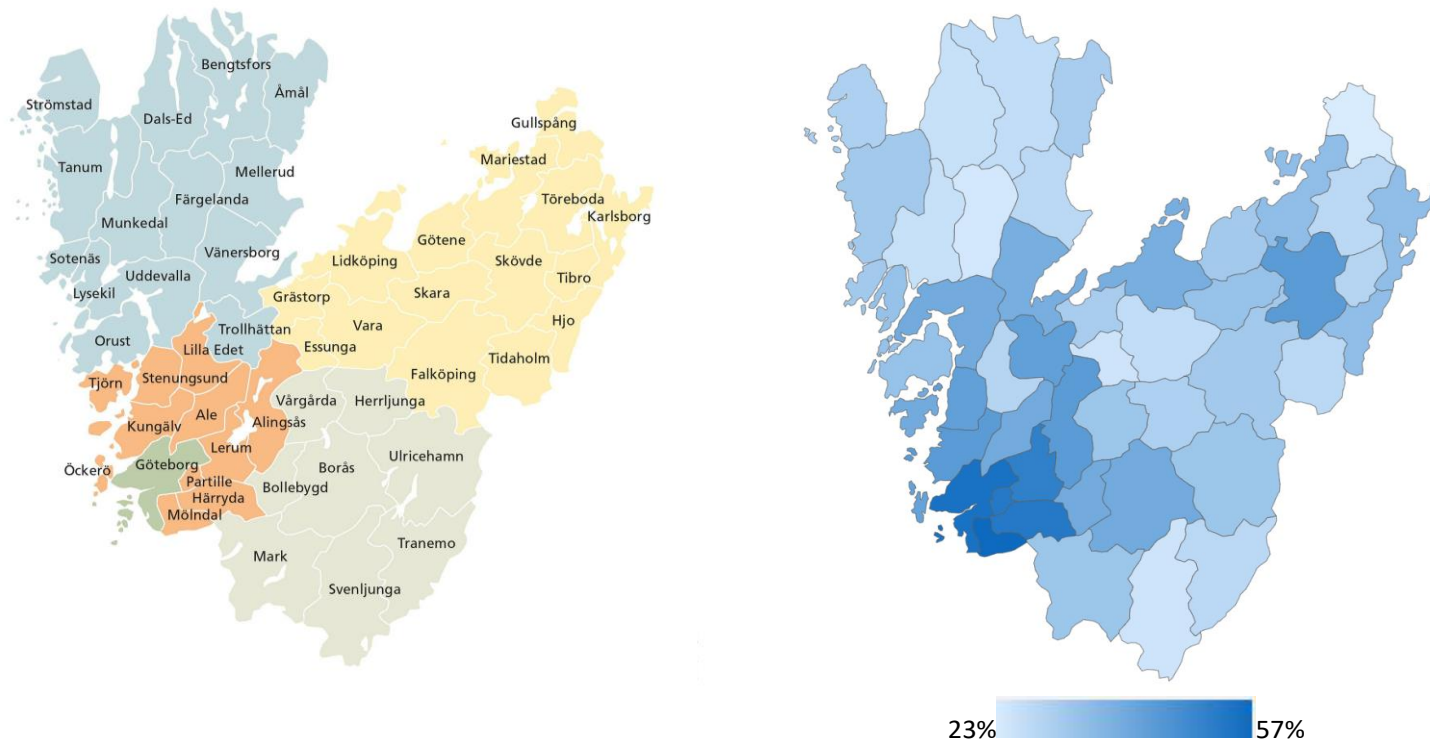 Bengtsfors
Åmål
Strömstad
Dals-Ed
Gullspång
Mariestad
Tanum
Mellerud
Färgelanda
Töreboda
Karlsborg
Munkedal
Götene
Vänersborg
Sotenäs
Lidköping
Skövde
Uddevalla
Tibro
Lysekil
Skara
Grästorp
Hjo
Trollhättan
Vara
Orust
Essunga
Lilla Edet
Tidaholm
Falköping
Stenungsund
Tjörn
Vårgårda
Herrljunga
Ale
Alingsås
Kungälv
Lerum
Ulricehamn
Göteborg
Borås
Öckerö
Partille
Bollebygd
Härryda
Mölndal
Tranemo
Mark
Svenljunga
23%
57%